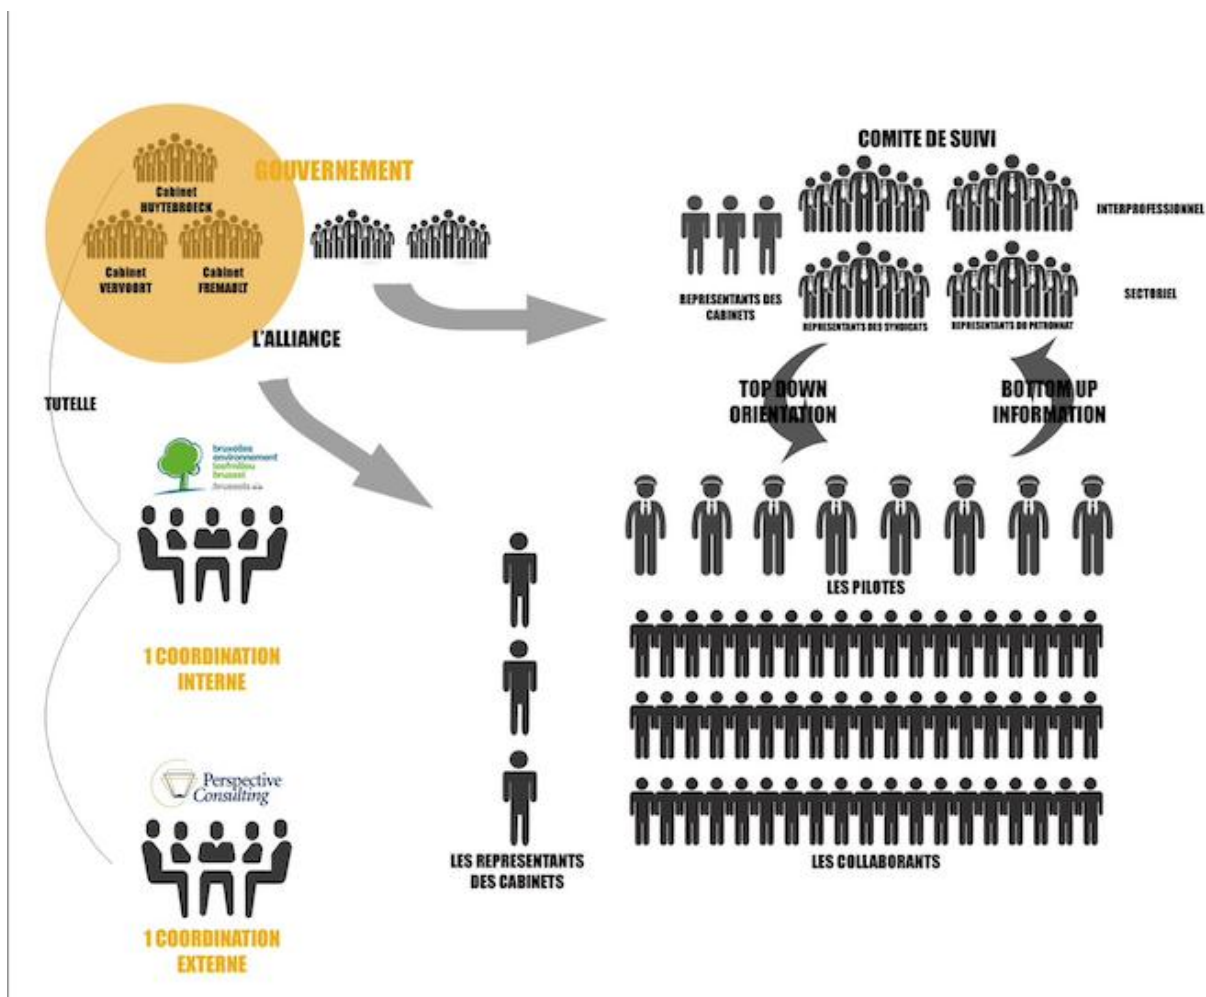 GOUVERNEMENT
Cabinet
HUYTEBROECK
Cabinet
VERVOORT
Cabinet
FREMAULT
L'ALLIANCE
TUTELLE
bruxelles
environnement
leefmilieu
brussel
.brussels
1 COORDINATION
INTERNE
Perspective
Consulting
1 COORDINATION
EXTERNE
LES REPRESENTANTS
DES CABINETS
COMITE DE SUIVI
INTERPROFESSIONNEL
SECTORIEL
REPRESENTANTS DES
CABINETS
REPRESENTANTS DES SYNDICATS
REPRESENTANTS DU PATRONNAT
TOP DOWN
ORIENTATION
BOTTOM UP
INFORMATION
LES PILOTES
LES COLLABORANTS